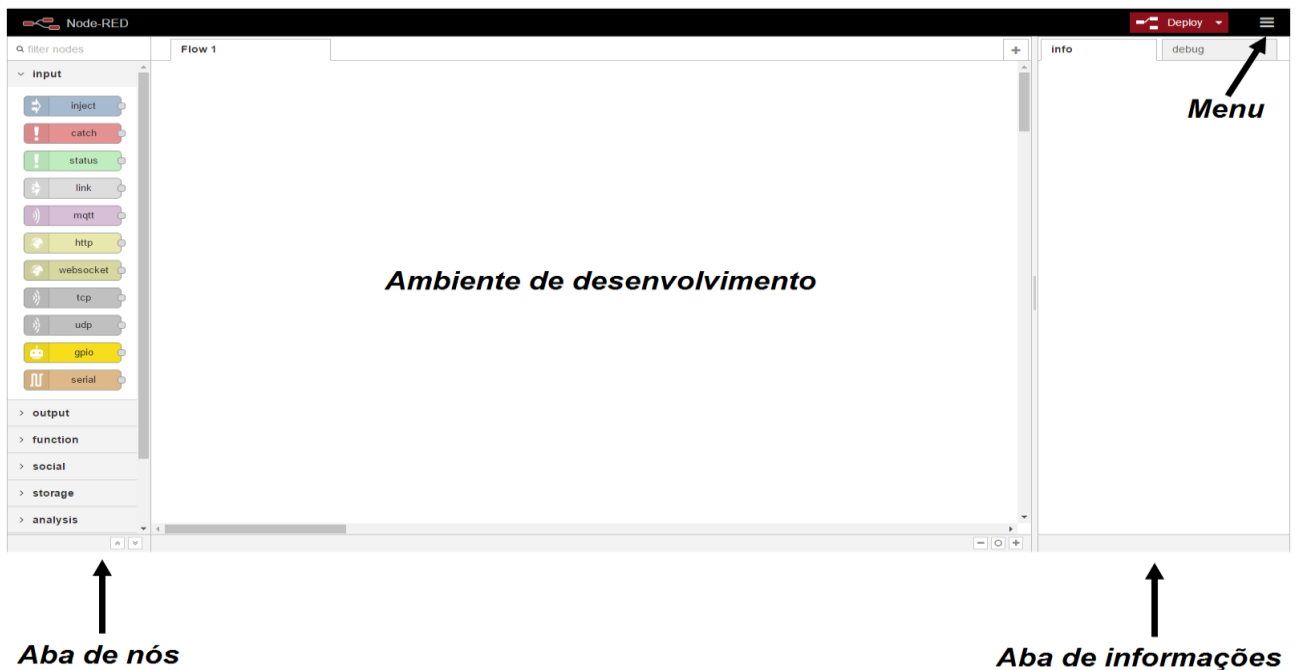 Node-RED
Deploy
filter nodes
Flow 1
info
debug
input
Menu
inject
catch
status
link
mqtt
http
websocket
Ambiente de desenvolvimento
tcp
udp
gpio
serial
output
function
social
storage
analysis
Aba de nós
Aba de informações